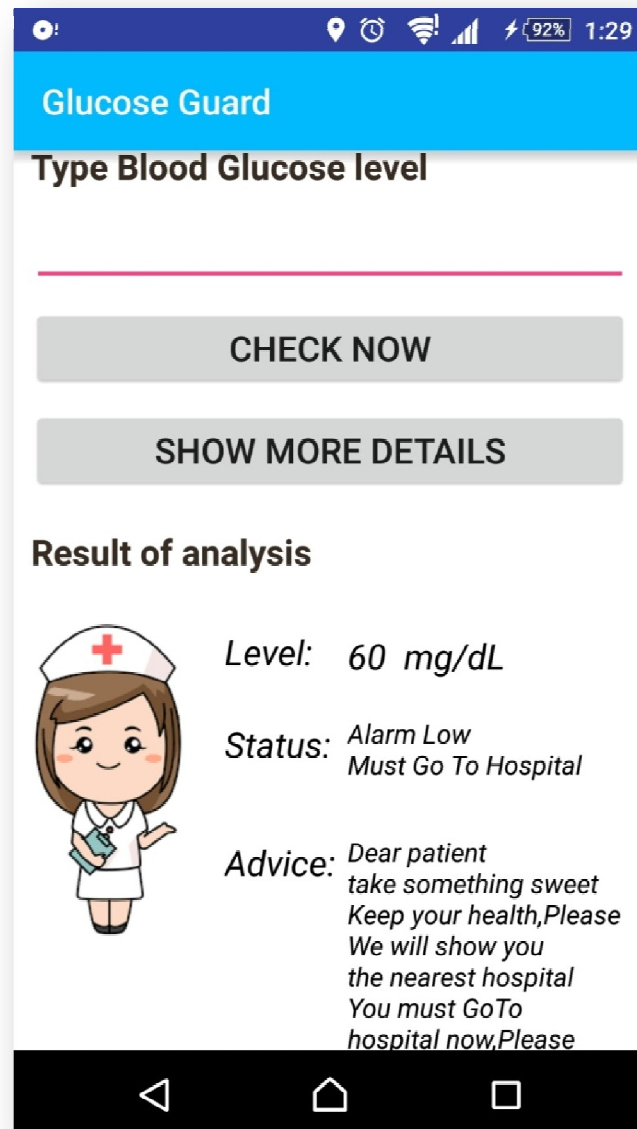 92% 1:29
Glucose Guard
Type Blood Glucose level
CHECK NOW
SHOW MORE DETAILS
Result of analysis
Level: 60 mg/dL
Status: Alarm Low
Must Go To Hospital
Advice: Dear patient
take something sweet
Keep your health,Please
We will show you
the nearest hospital
You must GoTo
hospital now,Please